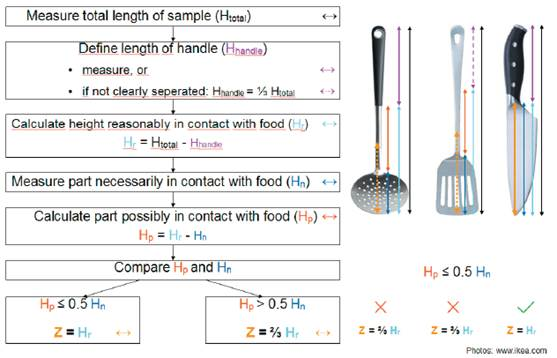 Measure total length of sample (Htotal) ↔
Define length of handle (Hhandle)
• measure, or ↔
• if not clearly seperated: Hhandle = ⅓ Htotal ↔
Calculate height reasonably in contact with food (Hr) ↔
Hr = Htotal - Hhandle
Measure part necessarily in contact with food (Hn) ↔
Calculate part possibly in contact with food (Hp) ↔
Hp = Hr - Hn
Compare Hp and Hn
Hp ≤ 0.5 Hn
Z = Hr ↔
Hp > 0.5 Hn
Z = ⅔ Hr ↔
Hp ≤ 0.5 Hn
Z = ⅔ Hr
Z = ⅔ Hr
Z = Hr
Photos: www.ikea.com